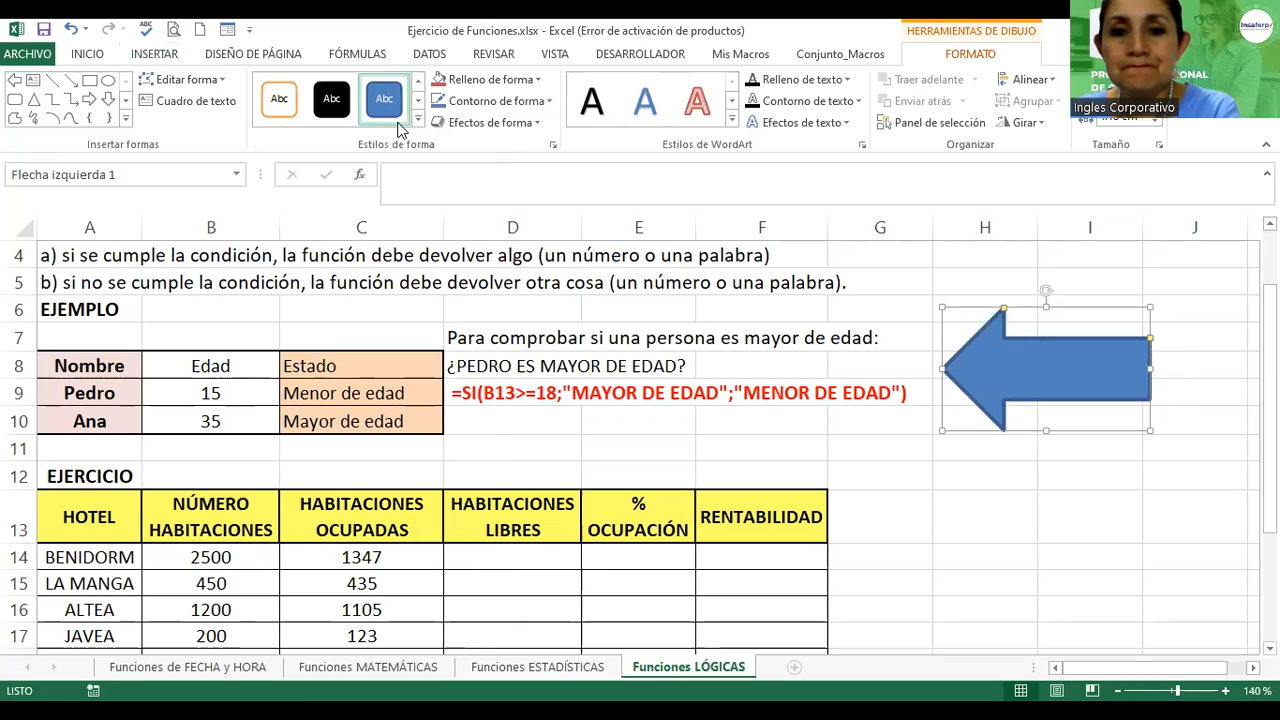 Ejercicio de Funciones.xlsx - Excel (Error de activación de productos)
HERRAMIENTAS DE DIBUJO
ARCHIVO INICIO INSERTAR DISEÑO DE PÁGINA FÓRMULAS DATOS REVISAR VISTA DESARROLLADOR Mis Macros Conjunto_Macros FORMATO
Insaforp
Ingles Corporativo
Editar forma
Cuadro de texto
Insertar formas
Abc Abc Abc
Relleno de forma
Contorno de forma
Efectos de forma
Estilos de forma
A A A
Relleno de texto
Contorno de texto
Efectos de texto
Estilos de WordArt
Traer adelante
Enviar atrás
Panel de selección
Alinear
Agrupar
Girar
Organizar
Tamaño
Flecha izquierda 1
fx
A B C D E F G H I J
4 a) si se cumple la condición, la función debe devolver algo (un número o una palabra)
5 b) si no se cumple la condición, la función debe devolver otra cosa (un número o una palabra).
6 EJEMPLO
7 Para comprobar si una persona es mayor de edad:
8 Nombre Edad Estado ¿PEDRO ES MAYOR DE EDAD?
9 Pedro 15 Menor de edad =SI(B13>=18;"MAYOR DE EDAD";"MENOR DE EDAD")
10 Ana 35 Mayor de edad
11
12 EJERCICIO
13 HOTEL NÚMERO HABITACIONES HABITACIONES OCUPADAS HABITACIONES LIBRES % OCUPACIÓN RENTABILIDAD
14 BENIDORM 2500 1347
15 LA MANGA 450 435
16 ALTEA 1200 1105
17 JAVEA 200 123
Funciones de FECHA y HORA Funciones MATEMÁTICAS Funciones ESTADÍSTICAS Funciones LÓGICAS
LISTO
140 %